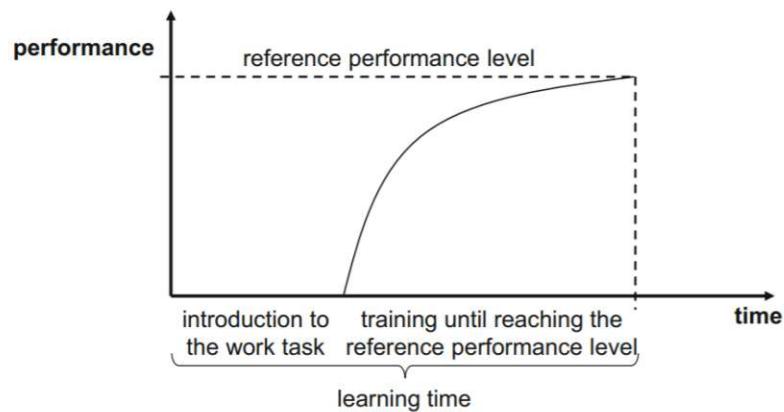 performance
reference performance level
time
introduction to
the work task
training until reaching the
reference performance level
learning time